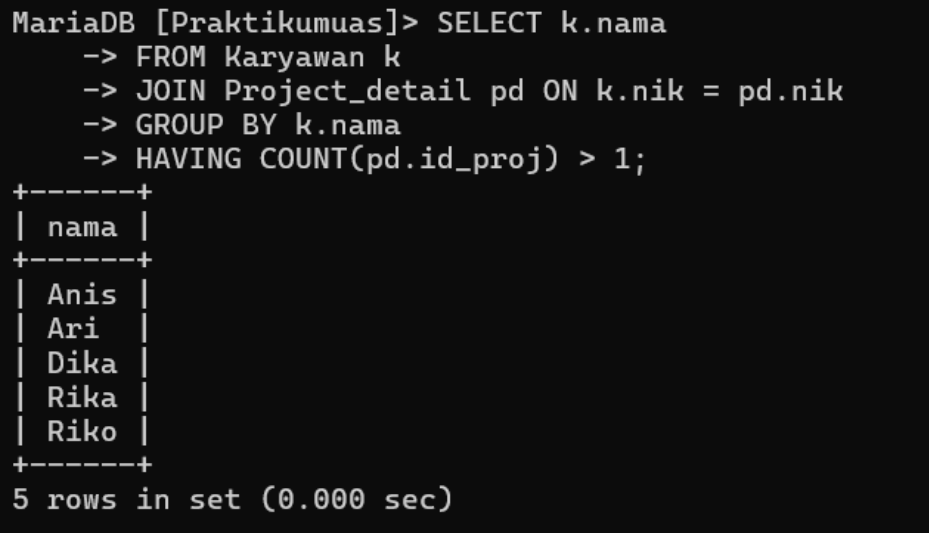 MariaDB [Praktikumuas]> SELECT k.nama
    -> FROM Karyawan k
    -> JOIN Project_detail pd ON k.nik = pd.nik
    -> GROUP BY k.nama
    -> HAVING COUNT(pd.id_proj) > 1;
+------+
| nama |
+------+
| Anis |
| Ari  |
| Dika |
| Rika |
| Riko |
+------+
5 rows in set (0.000 sec)